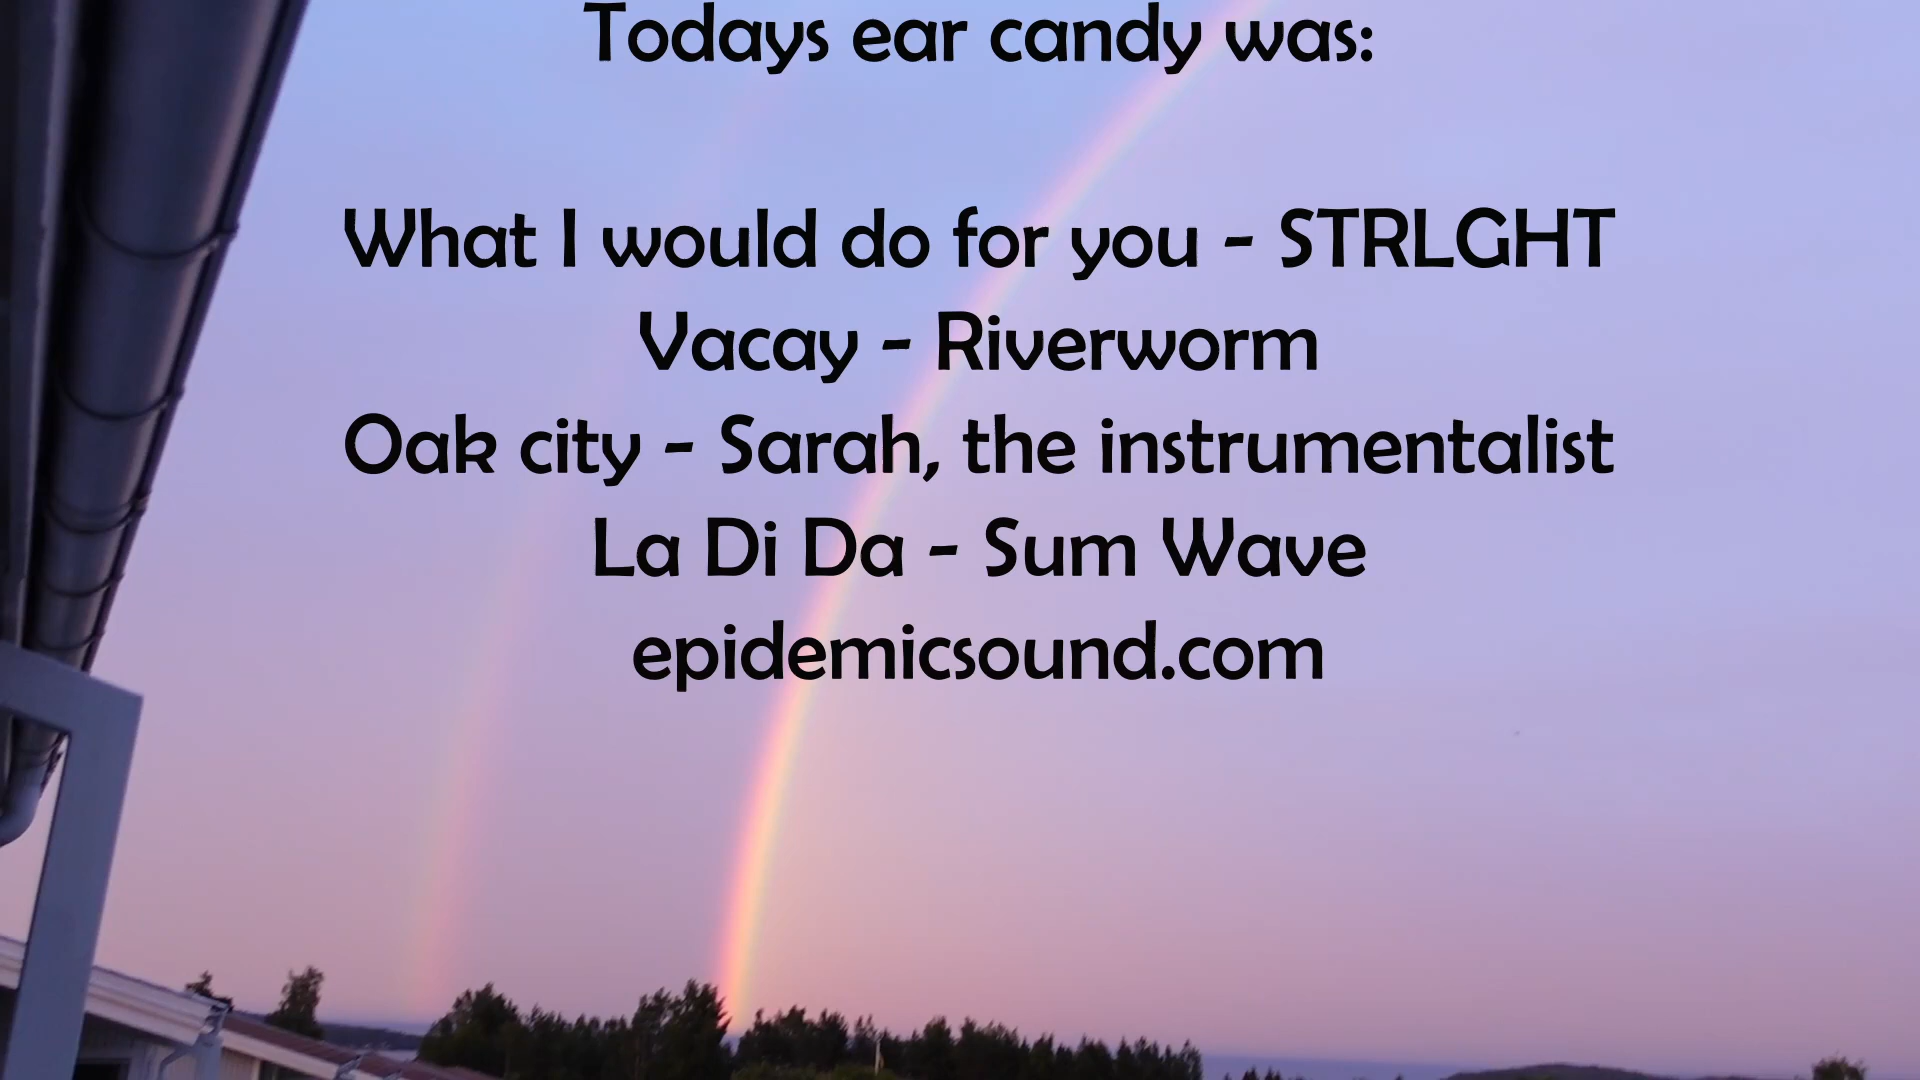 Todays ear candy was:
What I would do for you - STRLGHT
Vacay - Riverworm
Oak city - Sarah, the instrumentalist
La Di Da - Sum Wave
epidemicsound.com